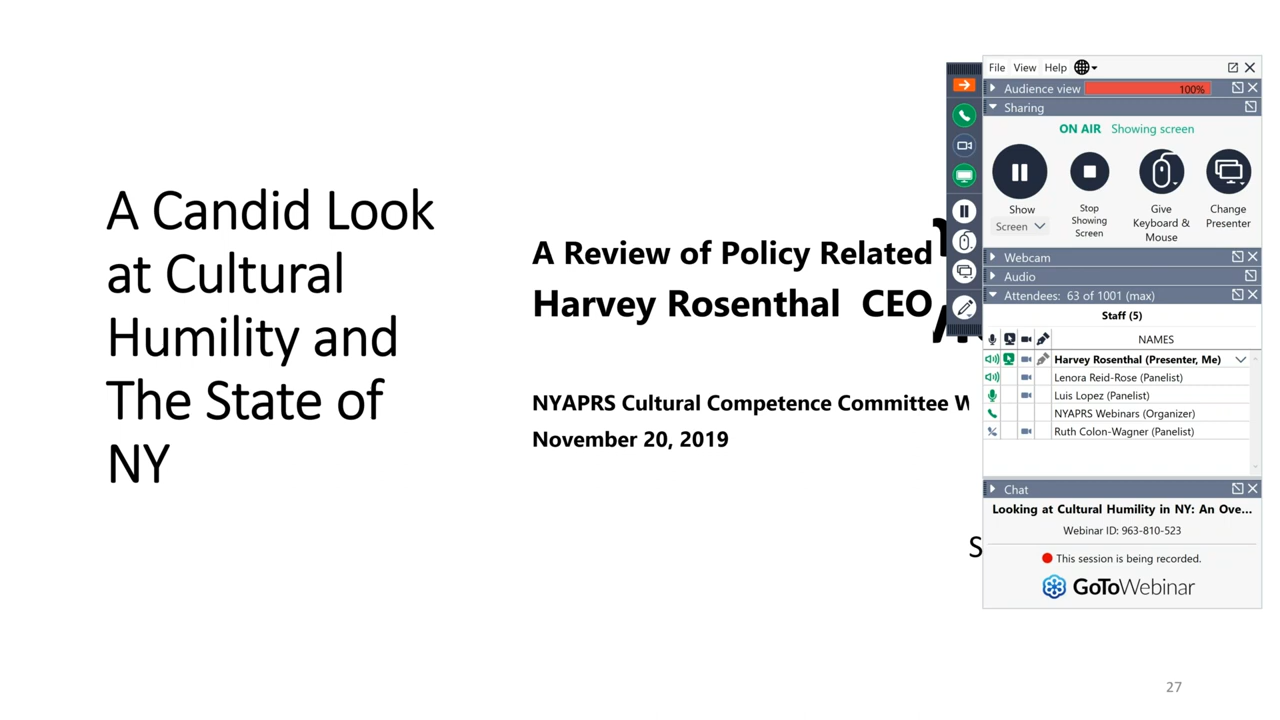 A Candid Look
at Cultural
Humility and
The State of
NY
A Review of Policy Related
Harvey Rosenthal CEO
NYAPRS Cultural Competence Committee W
November 20, 2019
S
File View Help
Audience view 100%
Sharing
ON AIR Showing screen
Show
Screen
Stop
Showing
Screen
Give
Keyboard &
Mouse
Change
Presenter
Webcam
Audio
Attendees: 63 of 1001 (max)
Staff (5)
NAMES
Harvey Rosenthal (Presenter, Me)
Lenora Reid-Rose (Panelist)
Luis Lopez (Panelist)
NYAPRS Webinars (Organizer)
Ruth Colon-Wagner (Panelist)
Chat
Looking at Cultural Humility in NY: An Ove...
Webinar ID: 963-810-523
This session is being recorded.
GoToWebinar
27